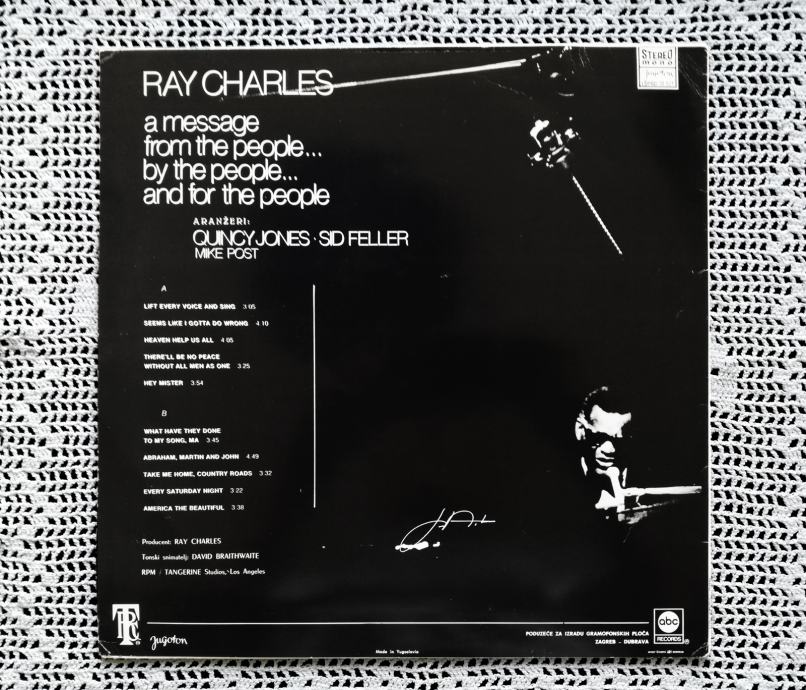 RAY CHARLES
STEREO
mono
Jugoton
a message
from the people...
by the people...
and for the people
ARANŽERI:
QUINCY JONES · SID FELLER
MIKE POST
A
LIFT EVERY VOICE AND SING 3:05
SEEMS LIKE I GOTTA DO WRONG 4:10
HEAVEN HELP US ALL 4:05
THERE'LL BE NO PEACE
WITHOUT ALL MEN AS ONE 3:25
HEY MISTER 3:54
B
WHAT HAVE THEY DONE
TO MY SONG, MA 3:45
ABRAHAM, MARTIN AND JOHN 4:49
TAKE ME HOME, COUNTRY ROADS 3:32
EVERY SATURDAY NIGHT 3:22
AMERICA THE BEAUTIFUL 3:38
Producent: RAY CHARLES
Tonski snimatelj: DAVID BRAITHWAITE
RPM / TANGERINE Studios, Los Angeles
TRC
Jugoton
PODUZEĆE ZA IZRADU GRAMOFONSKIH PLOČA
ZAGREB - DUBRAVA
abc
RECORDS
Made in Yugoslavia